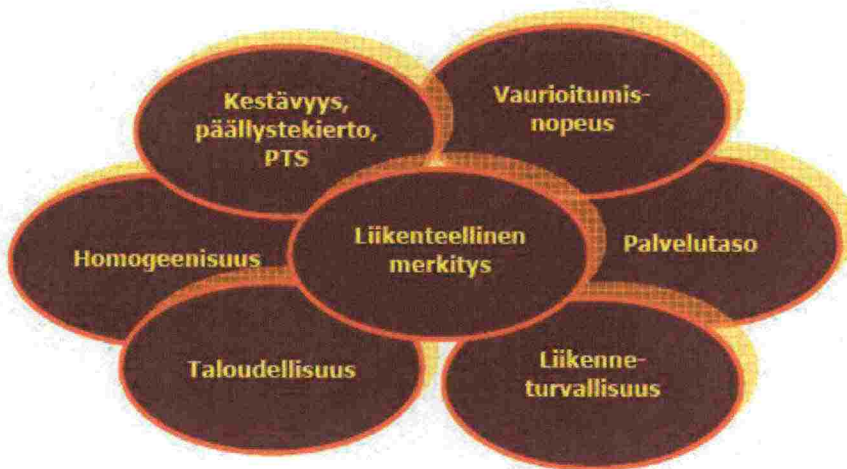 Kestävyys,
päällystekierto,
PTS
Vaurioitumis-
nopeus
Homogeenisuus
Liikenteellinen
merkitys
Palvelutaso
Taloudellisuus
Liikenne-
turvallisuus